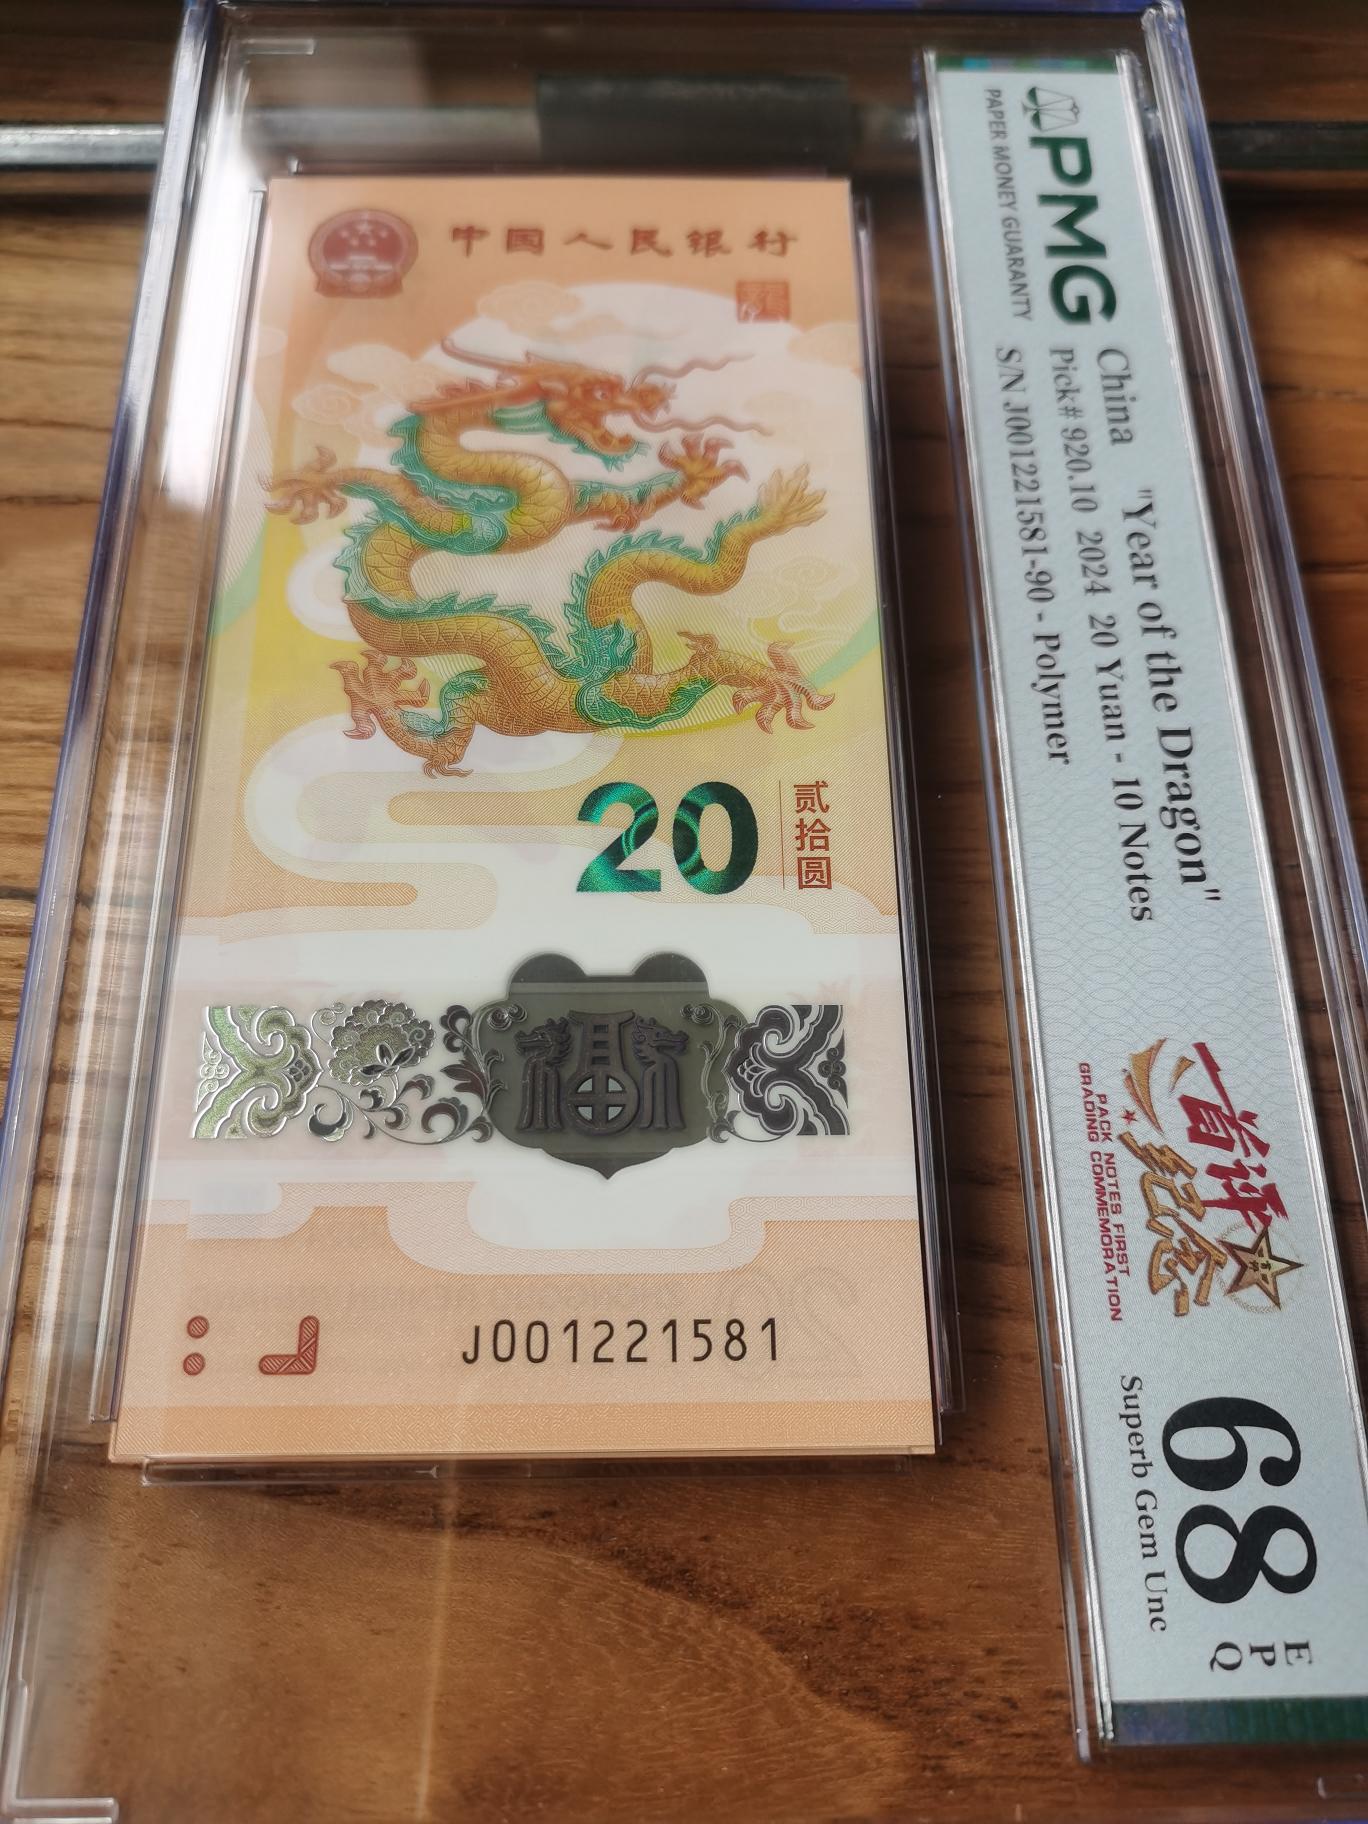 中国人民银行
龍
20
贰拾圆
福
J001221581
PMG
PAPER MONEY GUARANTY
China "Year of the Dragon"
Pick# 920.10 2024 20 Yuan - 10 Notes
S/N J001221581-90 - Polymer
首评
纪念
PACK NOTES FIRST
GRADING COMMEMORATION
68
EPQ
Superb Gem Unc